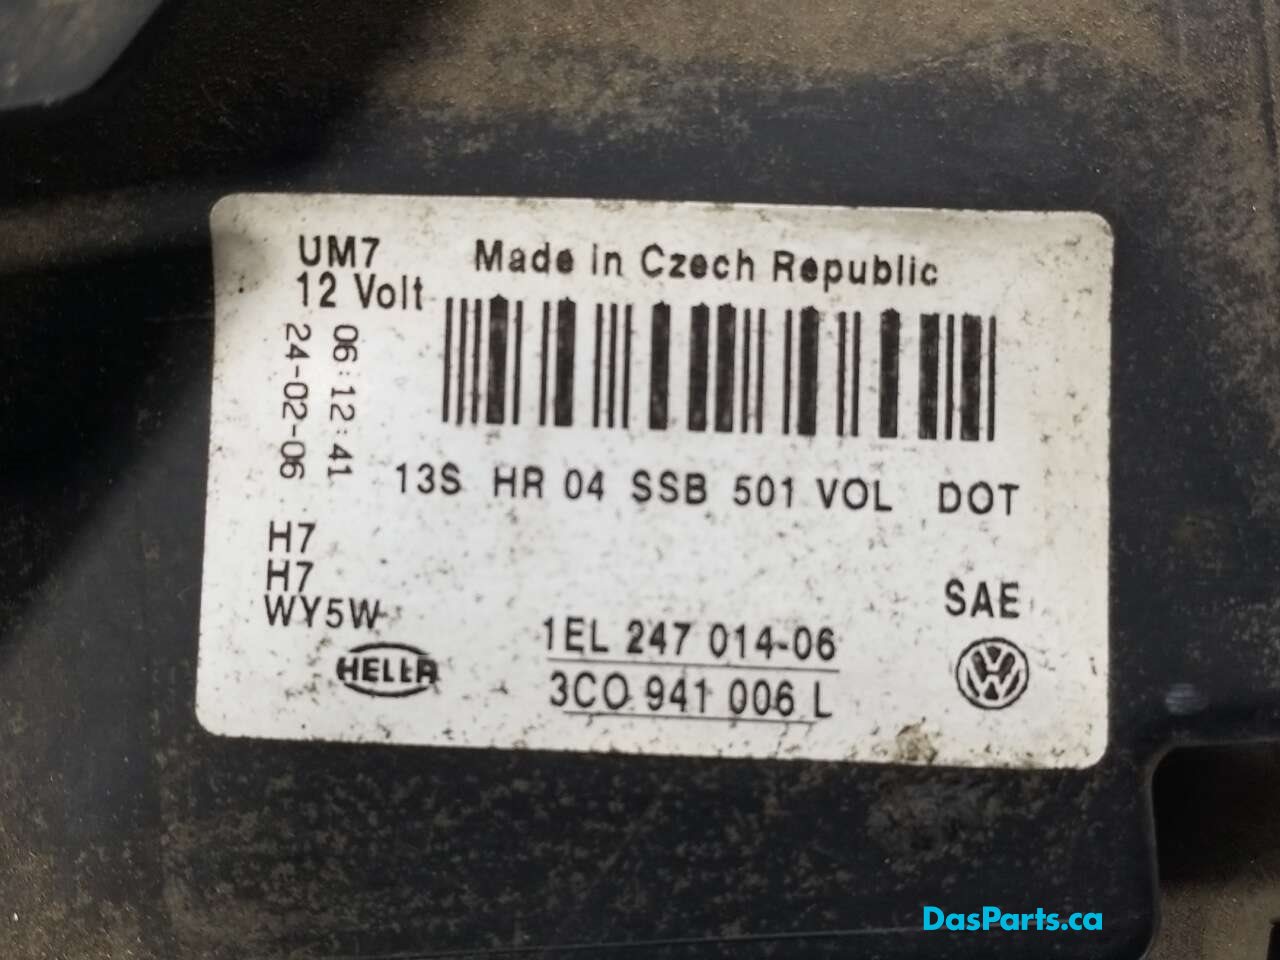 UM7
Made in Czech Republic
12 Volt
06:12:41
24-02-06
13S HR 04 SSB 501 VOL DOT
H7
H7
WY5W
SAE
HELLA
1EL 247 014-06
3C0 941 006 L
VW
DasParts.ca